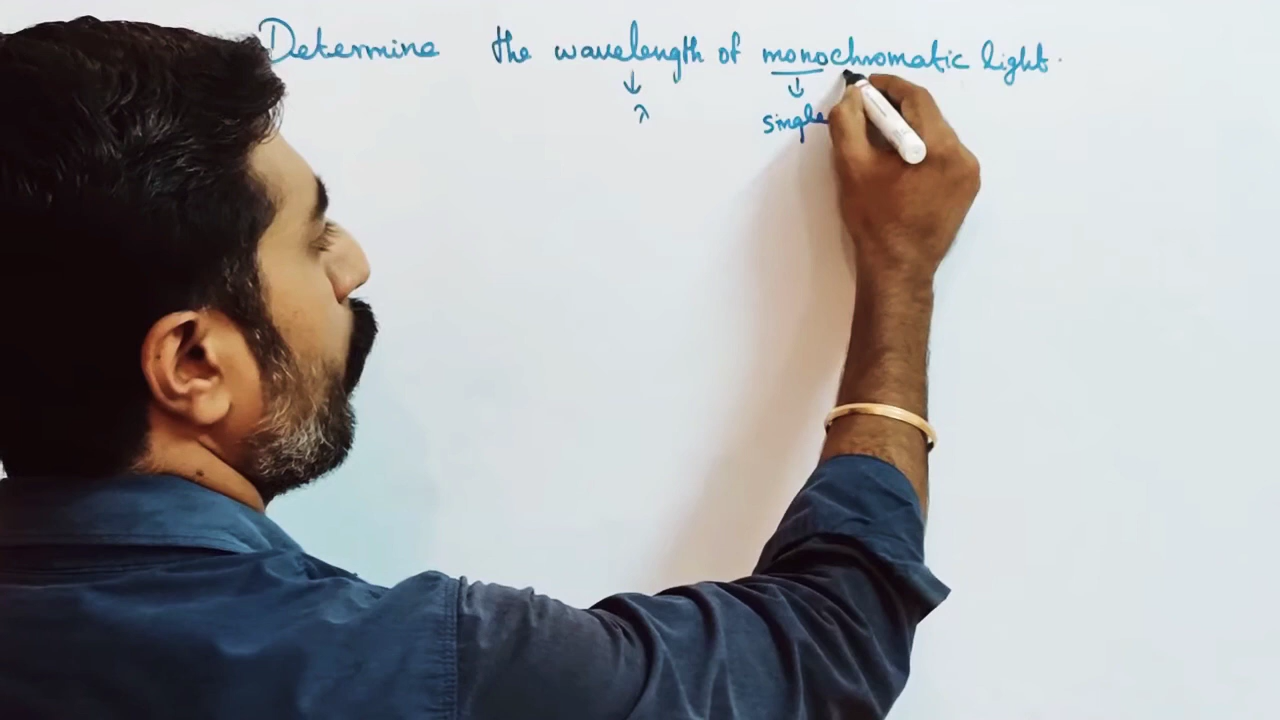 Determine the wavelength of monochromatic light.
↓ ↓
λ single